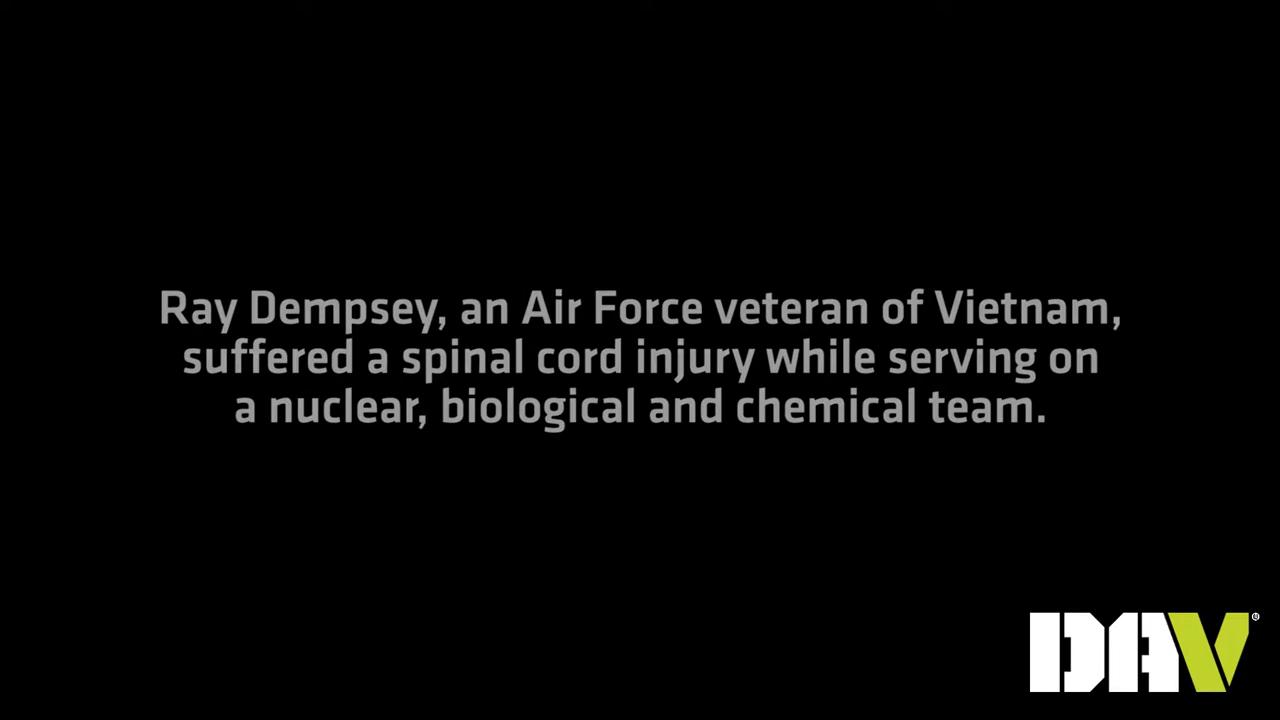 Ray Dempsey, an Air Force veteran of Vietnam,
suffered a spinal cord injury while serving on
a nuclear, biological and chemical team.
DAV®